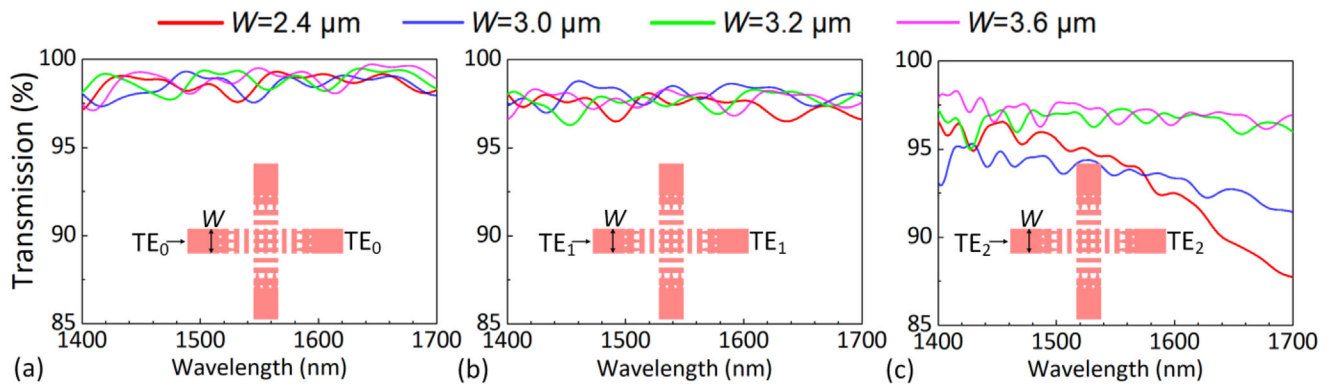 W=2.4 µm W=3.0 µm W=3.2 µm W=3.6 µm
Transmission (%)
100
95
90
85
W
TE₀ TE₀
1400 1500 1600 1700
(a) Wavelength (nm)
100
95
90
85
W
TE₁ TE₁
1400 1500 1600 1700
(b) Wavelength (nm)
100
95
90
85
W
TE₂ TE₂
1400 1500 1600 1700
(c) Wavelength (nm)